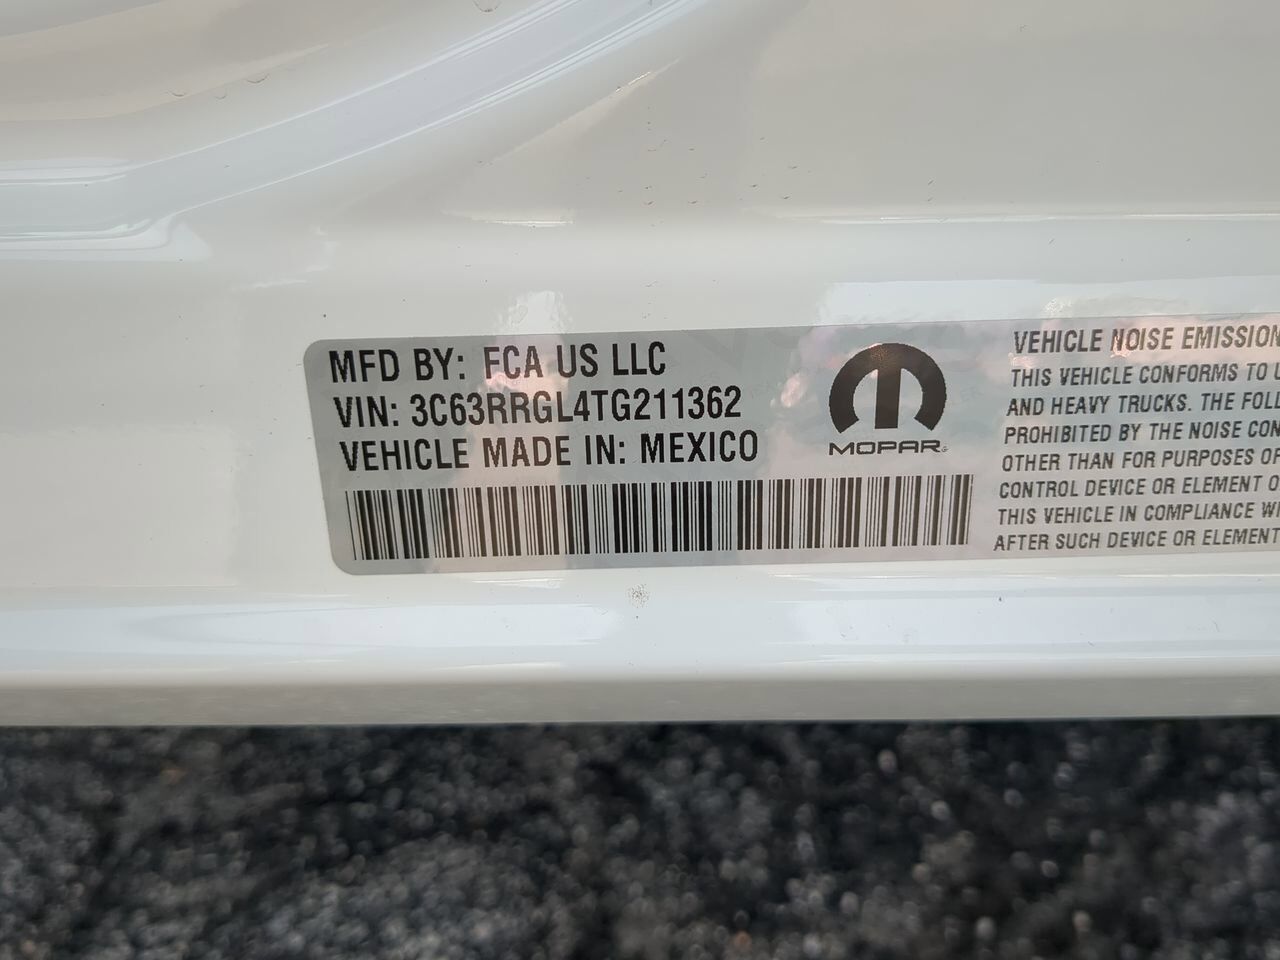 MFD BY: FCA US LLC
VIN: 3C63RRGL4TG211362
VEHICLE MADE IN: MEXICO
MOPAR
VEHICLE NOISE EMISSION
THIS VEHICLE CONFORMS TO U
AND HEAVY TRUCKS. THE FOLL
PROHIBITED BY THE NOISE CON
OTHER THAN FOR PURPOSES OF
CONTROL DEVICE OR ELEMENT O
THIS VEHICLE IN COMPLIANCE WI
AFTER SUCH DEVICE OR ELEMENT